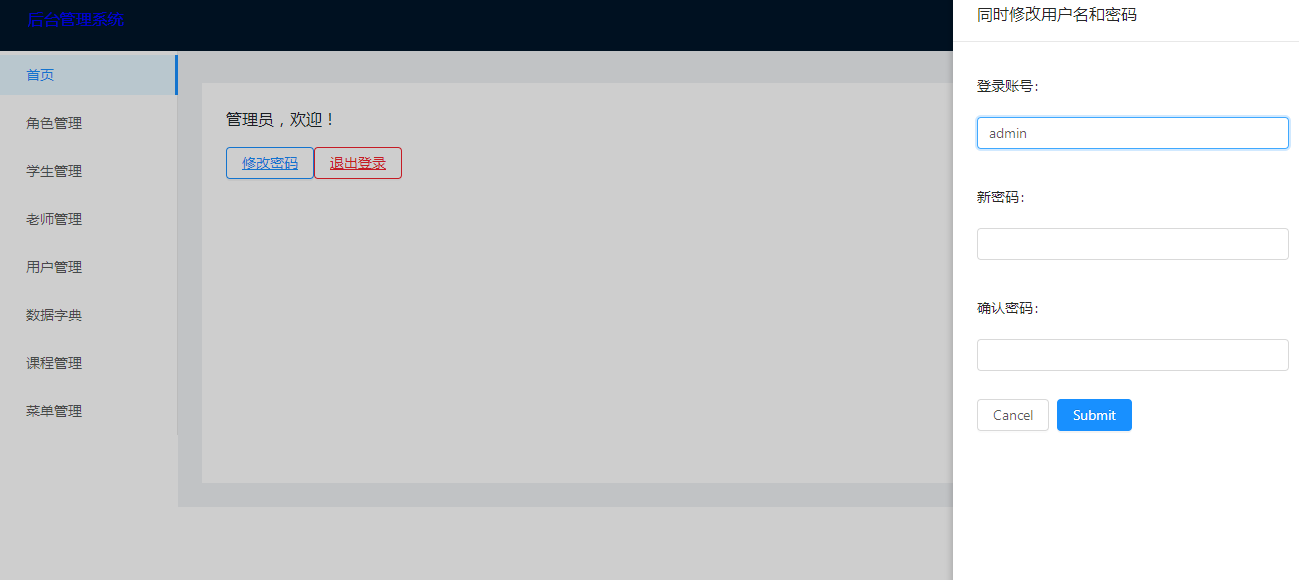 后台管理系统
首页
角色管理
学生管理
老师管理
用户管理
数据字典
课程管理
菜单管理
管理员，欢迎！
修改密码 退出登录
同时修改用户名和密码
登录账号：
admin
新密码：
确认密码：
Cancel Submit